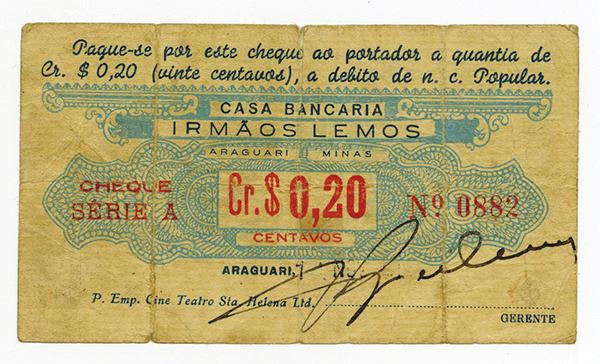 Pague-se por este cheque ao portador a quantia de
Cr. $ 0,20 (vinte centavos), a debito de n. c. Popular.
CASA BANCARIA
IRMÃOS LEMOS
ARAGUARI MINAS
CHEQUE
SÉRIE A
Cr.$ 0,20
Nº 0882
CENTAVOS
ARAGUARI,
P. Emp. Cine Teatro Sta. Helena Ltd.
GERENTE